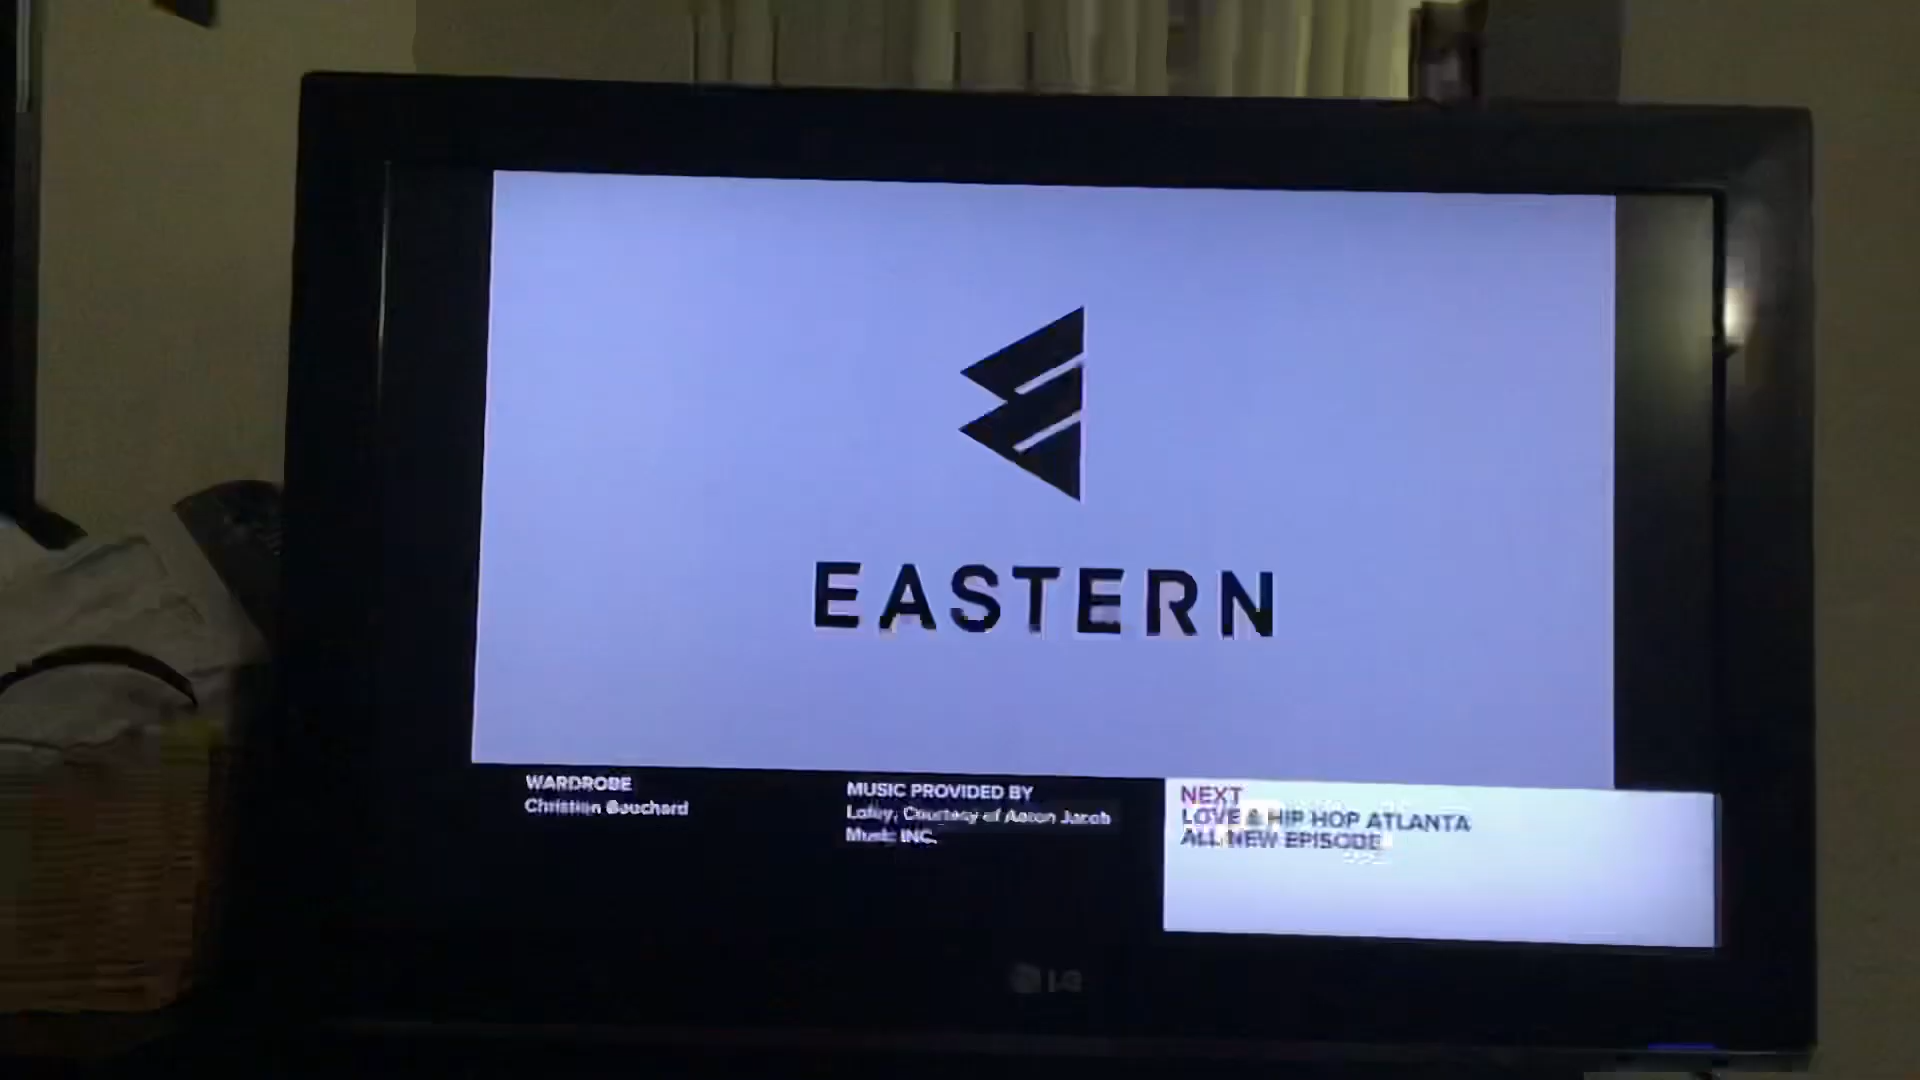 EASTERN
WARDROBE
Christian Bouchard
MUSIC PROVIDED BY
Courtesy of Aaron Jacob
Music INC.
NEXT
LOVE & HIP HOP ATLANTA
ALL NEW EPISODE
LG